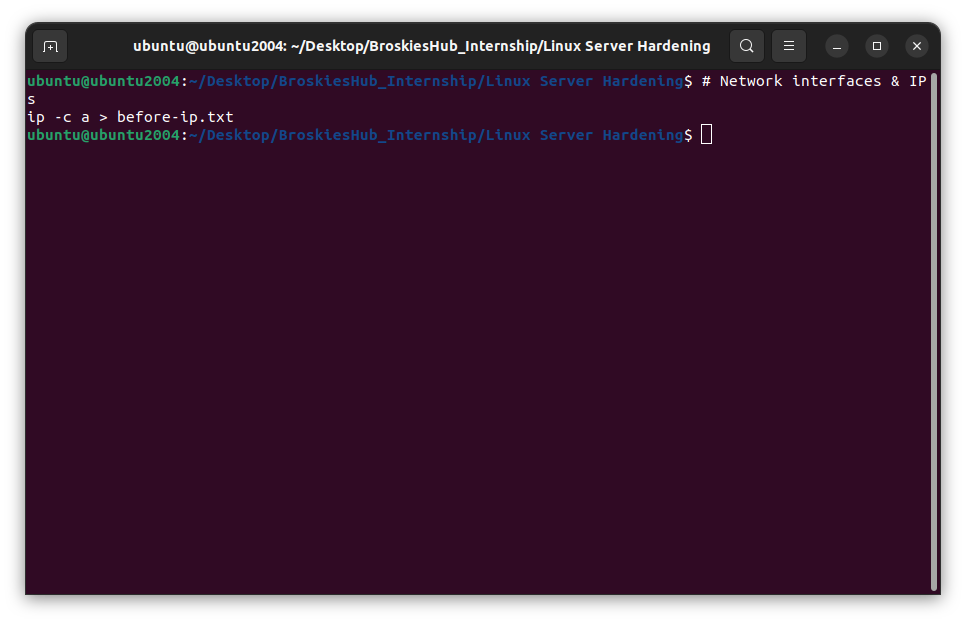 ubuntu@ubuntu2004: ~/Desktop/BroskiesHub_Internship/Linux Server Hardening
ubuntu@ubuntu2004:~/Desktop/BroskiesHub_Internship/Linux Server Hardening$ # Network interfaces & IP
s
ip -c a > before-ip.txt
ubuntu@ubuntu2004:~/Desktop/BroskiesHub_Internship/Linux Server Hardening$